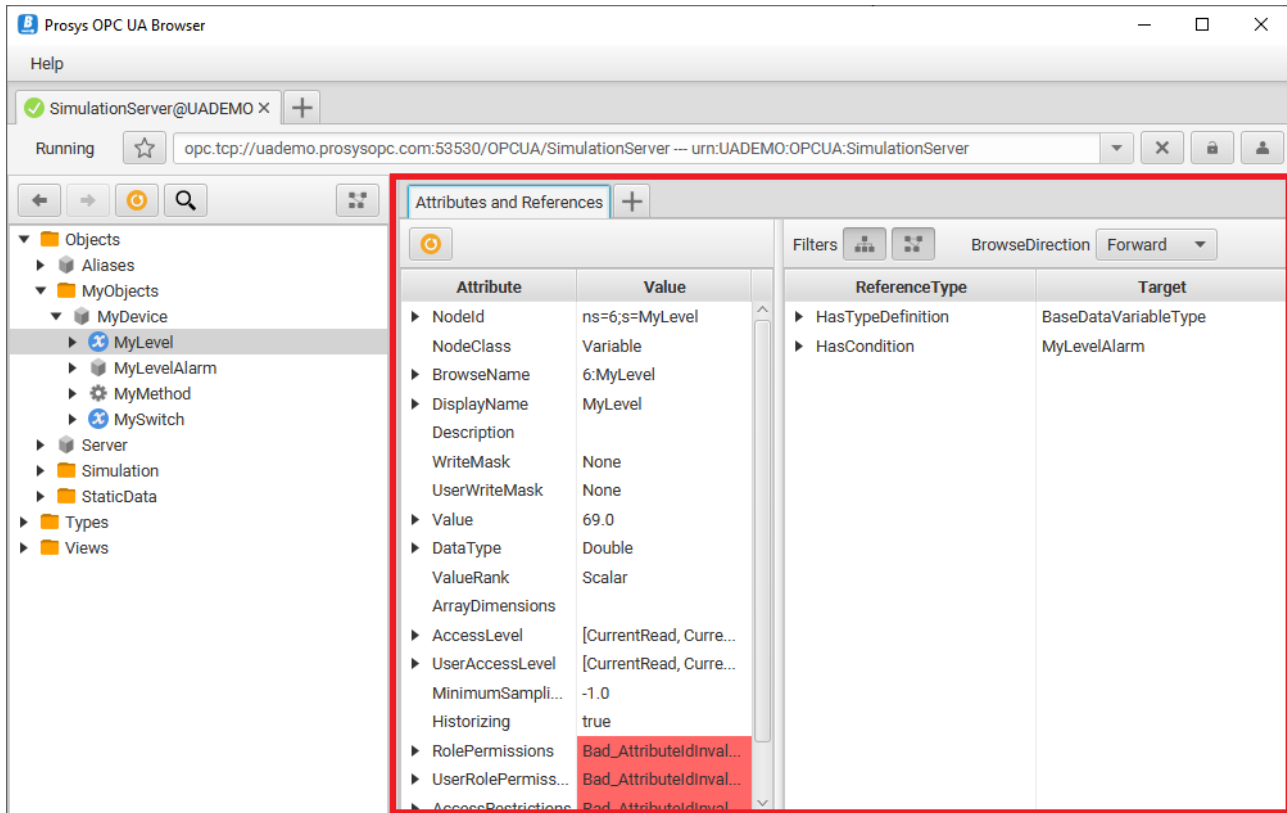 Prosys OPC UA Browser
Help
SimulationServer@UADEMO
Running opc.tcp://uademo.prosysopc.com:53530/OPCUA/SimulationServer --- urn:UADEMO:OPCUA:SimulationServer
Objects
Aliases
MyObjects
MyDevice
MyLevel
MyLevelAlarm
MyMethod
MySwitch
Server
Simulation
StaticData
Types
Views
Attributes and References
Attribute Value
NodeId ns=6;s=MyLevel
NodeClass Variable
BrowseName 6:MyLevel
DisplayName MyLevel
Description
WriteMask None
UserWriteMask None
Value 69.0
DataType Double
ValueRank Scalar
ArrayDimensions
AccessLevel [CurrentRead, Curre...
UserAccessLevel [CurrentRead, Curre...
MinimumSampli... -1.0
Historizing true
RolePermissions Bad_AttributeIdInval...
UserRolePermiss... Bad_AttributeIdInval...
AccessRestrictions Bad_AttributeIdInval...
Filters BrowseDirection Forward
ReferenceType Target
HasTypeDefinition BaseDataVariableType
HasCondition MyLevelAlarm